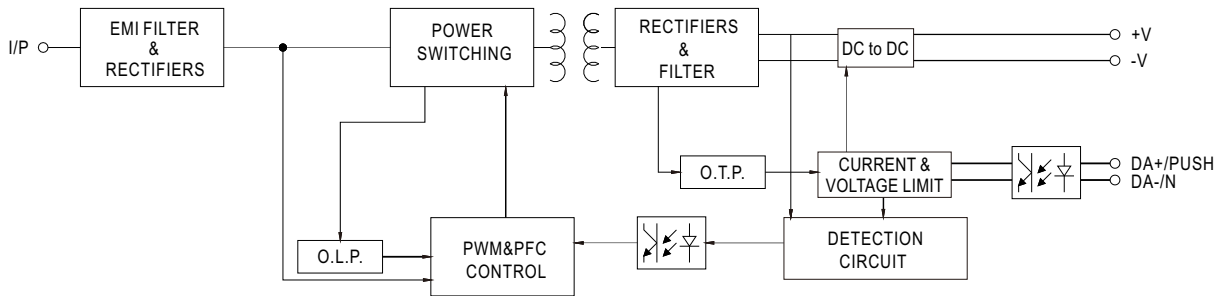 I/P
EMI FILTER
&
RECTIFIERS
POWER
SWITCHING
RECTIFIERS
&
FILTER
DC to DC
+V
-V
O.T.P.
CURRENT &
VOLTAGE LIMIT
DA+/PUSH
DA-/N
O.L.P.
PWM&PFC
CONTROL
DETECTION
CIRCUIT